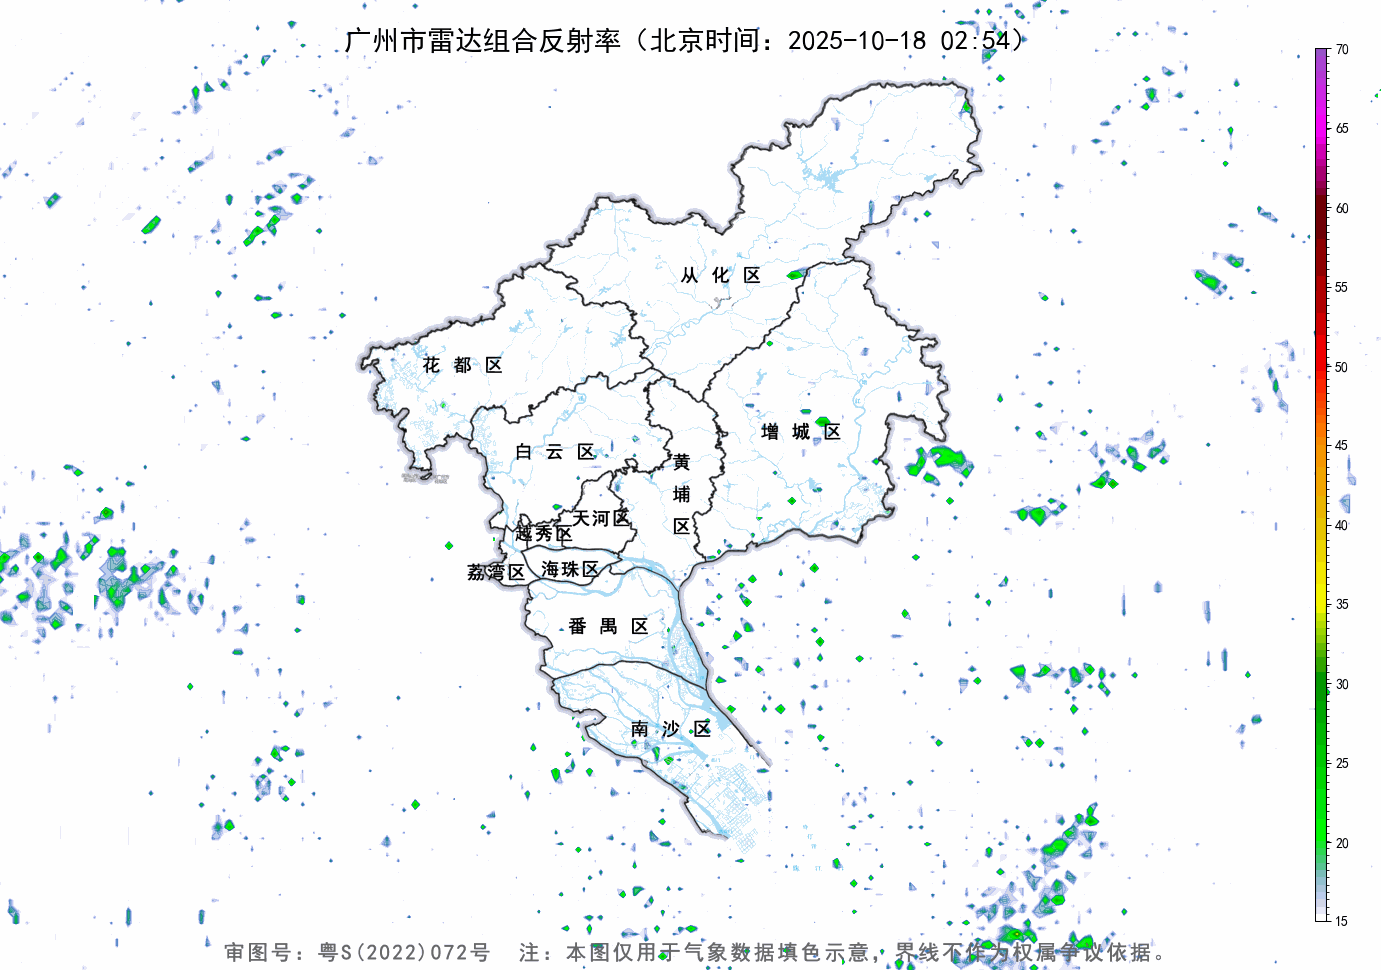 广州市雷达组合反射率（北京时间：2025-10-18 02:54）
70
65
60
55
50
45
40
35
30
25
20
15
从化区
花都区
增城区
白云区
黄埔区
天河区
越秀区
荔湾区
海珠区
番禺区
南沙区
审图号：粤S(2022)072号 注：本图仅用于气象数据填色示意，界线不作为权属争议依据。